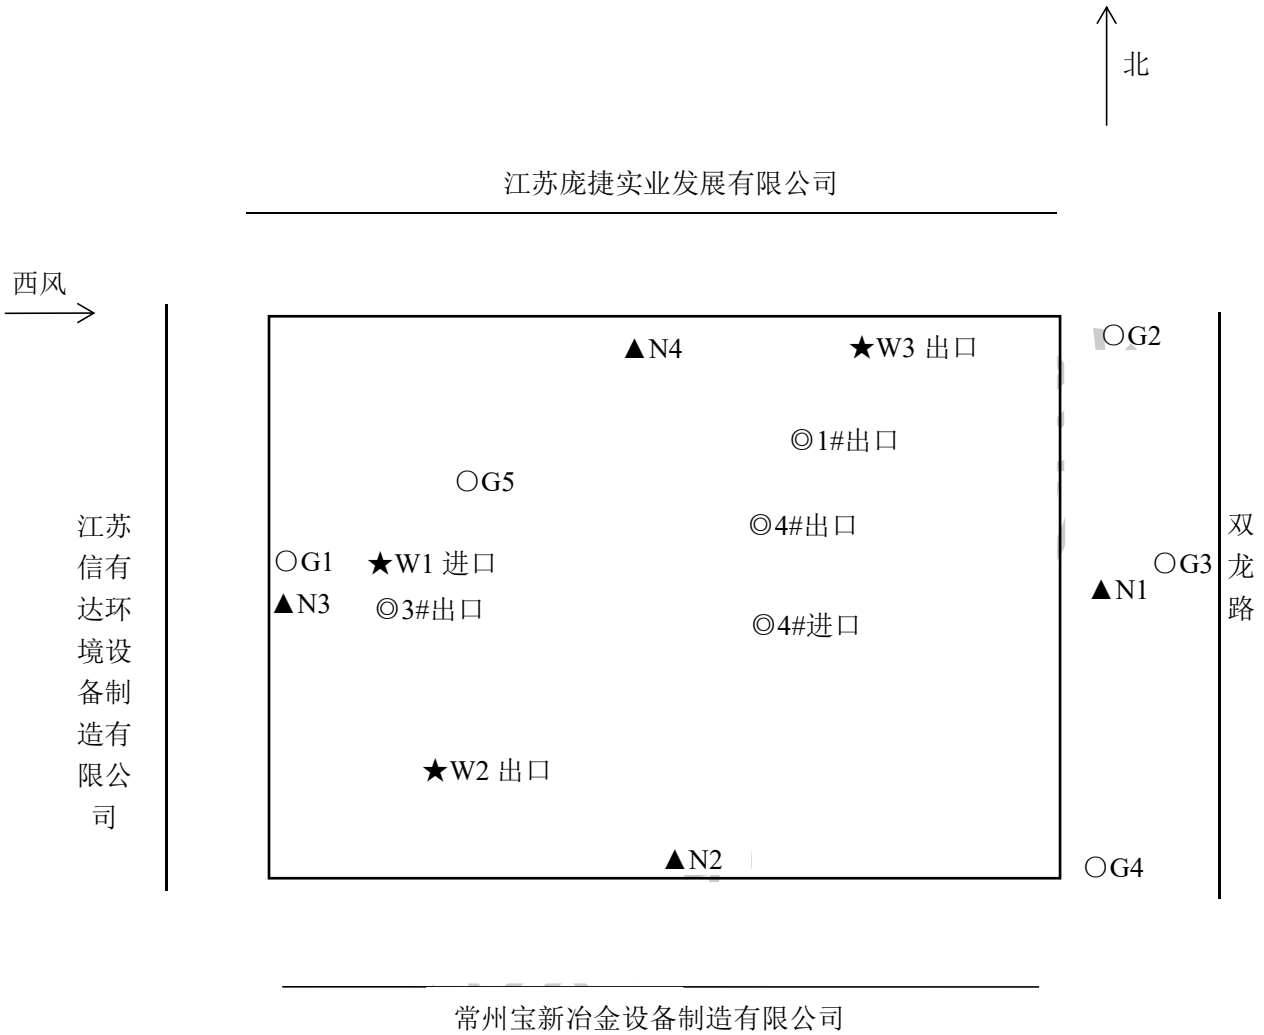 北
江苏庞捷实业发展有限公司
西风
○G2
▲N4
★W3 出口
◎1#出口
○G5
◎4#出口
江苏
信有
达环
境设
备制
造有
限公
司
双
龙
路
○G1
★W1 进口
○G3
▲N3
◎3#出口
▲N1
◎4#进口
★W2 出口
▲N2
○G4
常州宝新冶金设备制造有限公司